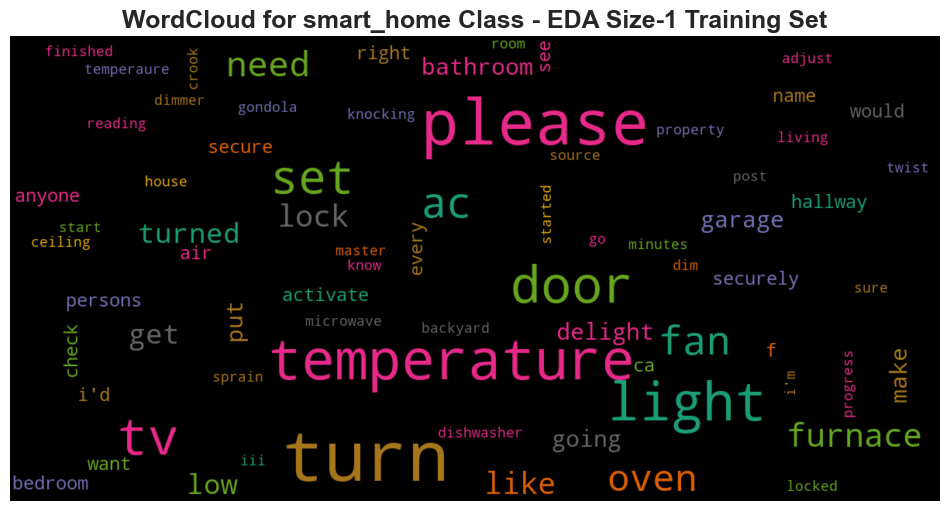 WordCloud for smart_home Class - EDA Size-1 Training Set
finished
temperaure
crook
need
right
bathroom
room
see
adjust
dimmer
gondola
knocking
please
name
would
reading
property
living
secure
source
house
set
post
twist
anyone
lock
ac
started
garage
hallway
start
ceiling
turned
air
master
know
every
go
minutes
dim
securely
sure
persons
activate
door
microwave
backyard
check
get
put
delight
fan
f
temperature
ca
sprain
i'm
progress
make
i'd
light
tv
turn
dishwasher
going
furnace
want
iii
bedroom
low
like
oven
locked